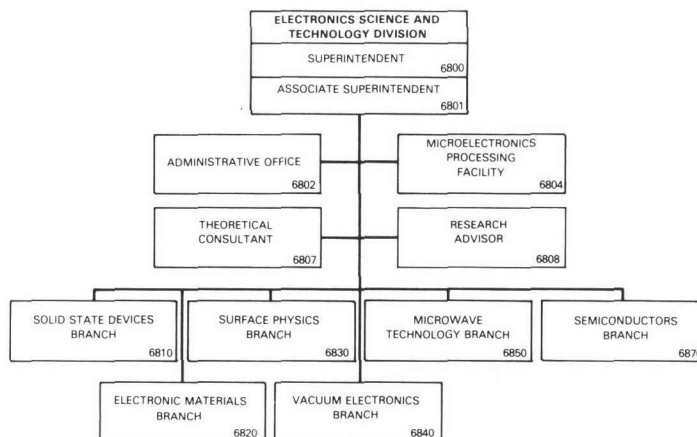 ELECTRONICS SCIENCE AND
TECHNOLOGY DIVISION
SUPERINTENDENT
6800
ASSOCIATE SUPERINTENDENT
6801
ADMINISTRATIVE OFFICE
6802
MICROELECTRONICS
PROCESSING
FACILITY
6804
THEORETICAL
CONSULTANT
6807
RESEARCH
ADVISOR
6808
SOLID STATE DEVICES
BRANCH
6810
SURFACE PHYSICS
BRANCH
6830
MICROWAVE
TECHNOLOGY BRANCH
6850
SEMICONDUCTORS
BRANCH
6870
ELECTRONIC MATERIALS
BRANCH
6820
VACUUM ELECTRONICS
BRANCH
6840